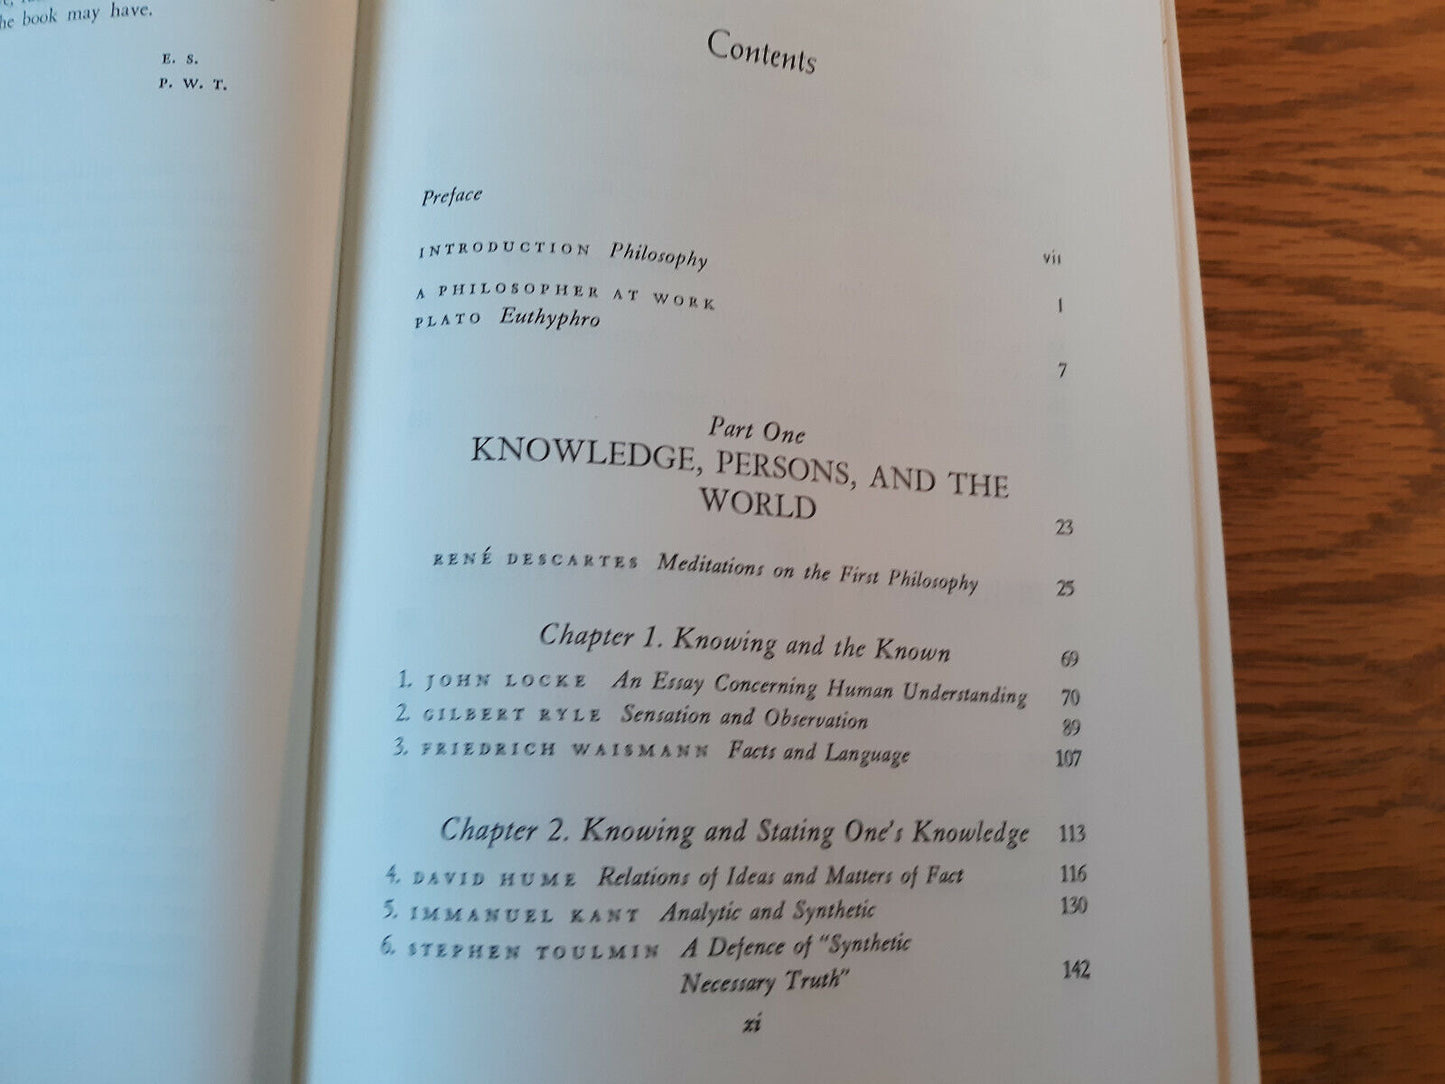 he book may have.
E. S.
P. W. T.
Contents
Preface vii
INTRODUCTION Philosophy 1
A PHILOSOPHER AT WORK
PLATO Euthyphro 7
Part One
KNOWLEDGE, PERSONS, AND THE
WORLD 23
RENÉ DESCARTES Meditations on the First Philosophy 25
Chapter 1. Knowing and the Known 69
1. JOHN LOCKE An Essay Concerning Human Understanding 70
2. GILBERT RYLE Sensation and Observation 89
3. FRIEDRICH WAISMANN Facts and Language 107
Chapter 2. Knowing and Stating One's Knowledge 113
4. DAVID HUME Relations of Ideas and Matters of Fact 116
5. IMMANUEL KANT Analytic and Synthetic 130
6. STEPHEN TOULMIN A Defence of "Synthetic
Necessary Truth" 142
xi